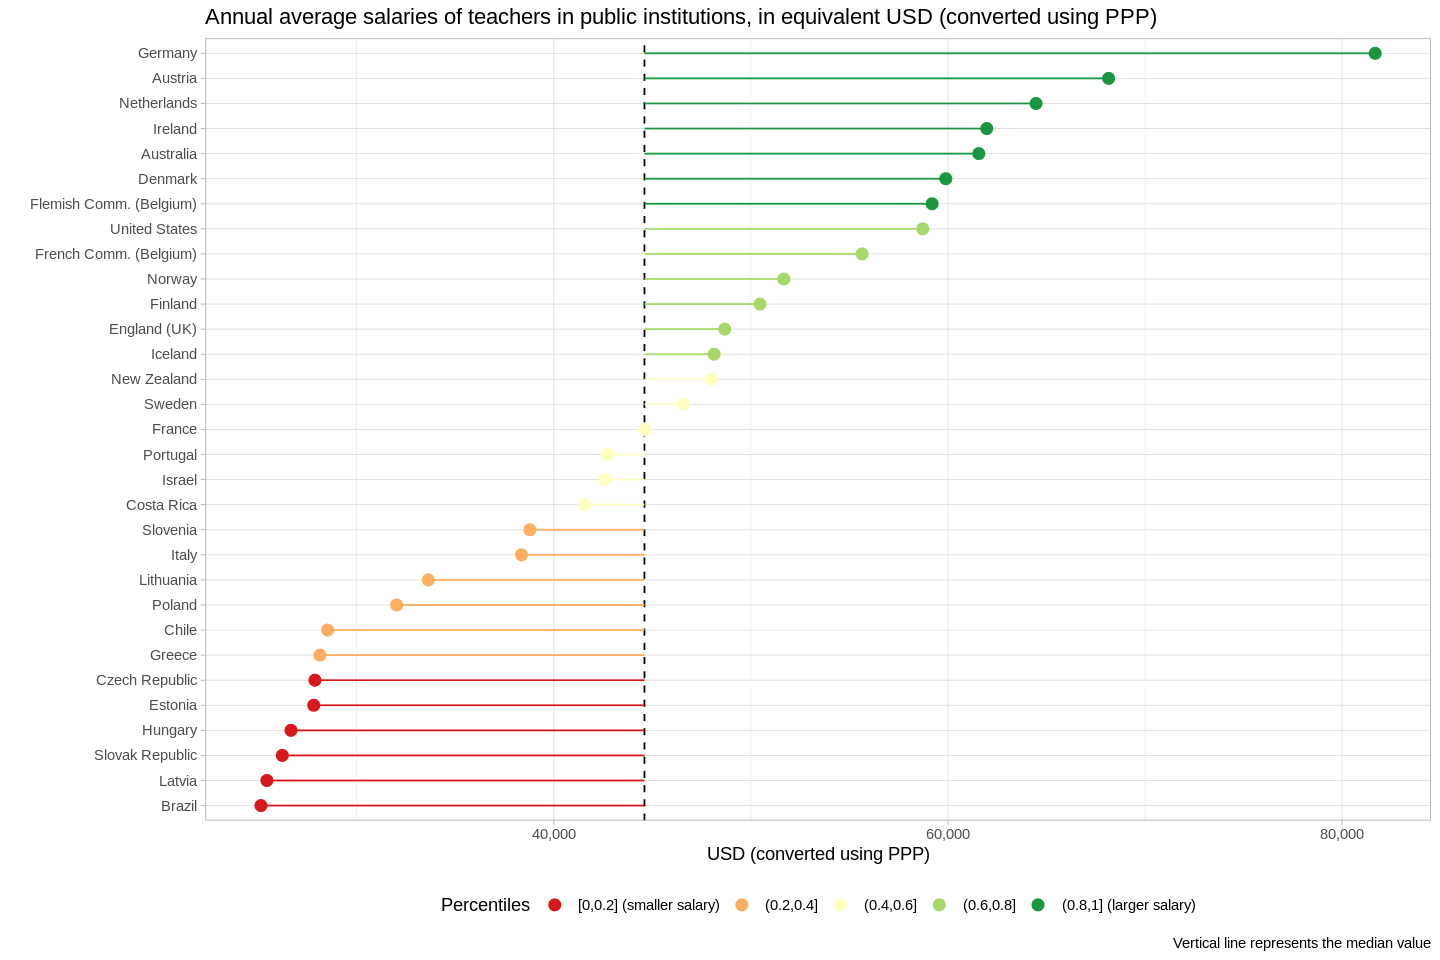 Annual average salaries of teachers in public institutions, in equivalent USD (converted using PPP)
Germany
Austria
Netherlands
Ireland
Australia
Denmark
Flemish Comm. (Belgium)
United States
French Comm. (Belgium)
Norway
Finland
England (UK)
Iceland
New Zealand
Sweden
France
Portugal
Israel
Costa Rica
Slovenia
Italy
Lithuania
Poland
Chile
Greece
Czech Republic
Estonia
Hungary
Slovak Republic
Latvia
Brazil
40,000 60,000 80,000
USD (converted using PPP)
Percentiles [0,0.2] (smaller salary) (0.2,0.4] (0.4,0.6] (0.6,0.8] (0.8,1] (larger salary)
Vertical line represents the median value